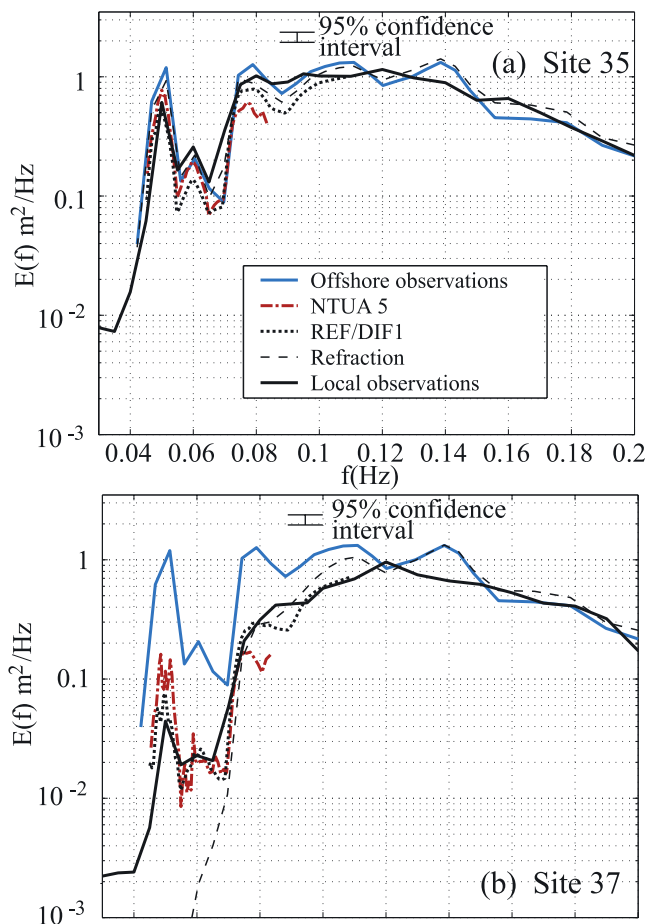 95% confidence
interval
(a) Site 35
1
0.1
10^-2
10^-3
E(f) m^2/Hz
Offshore observations
NTUA 5
REF/DIF1
Refraction
Local observations
0.04 0.06 0.08 0.1 0.12 0.14 0.16 0.18 0.2
f(Hz)
95% confidence
interval
1
0.1
10^-2
10^-3
E(f) m^2/Hz
(b) Site 37